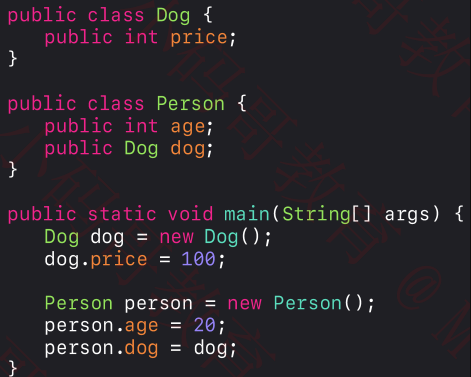 public class Dog {
    public int price;
}

public class Person {
    public int age;
    public Dog dog;
}

public static void main(String[] args) {
    Dog dog = new Dog();
    dog.price = 100;

    Person person = new Person();
    person.age = 20;
    person.dog = dog;
}